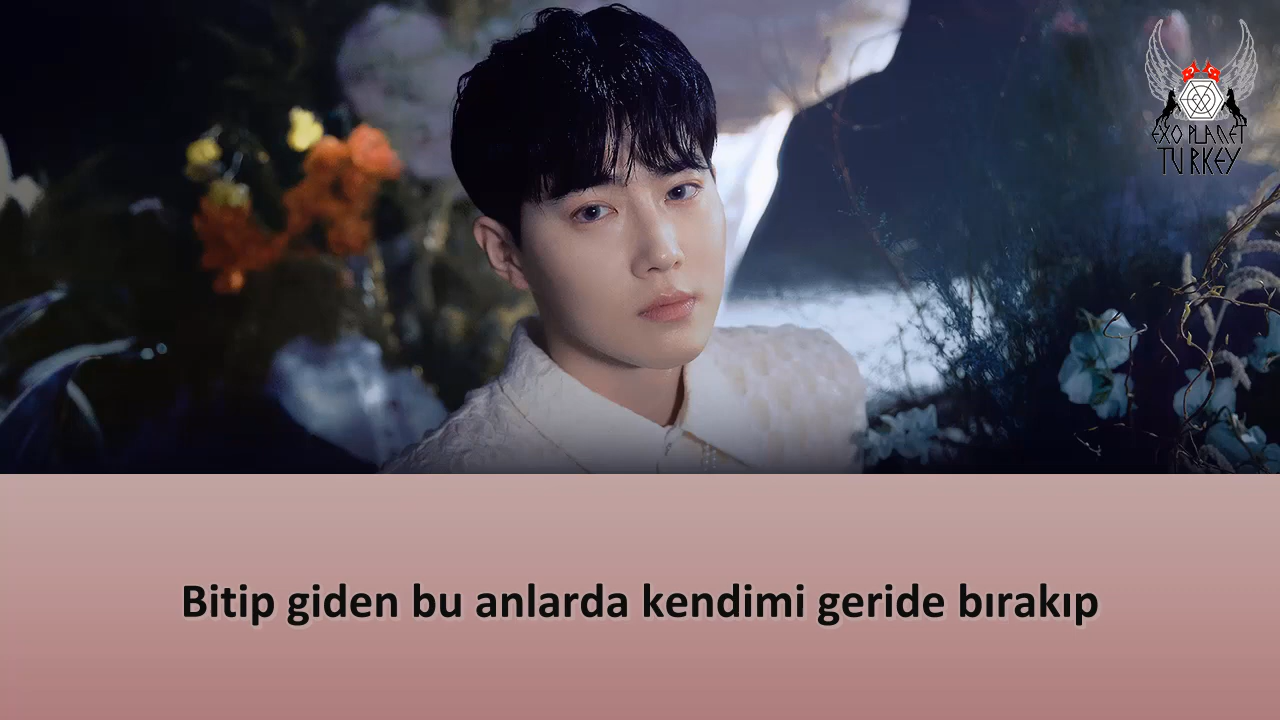 EXO PLANET
TURKEY
Bitip giden bu anlarda kendimi geride bırakıp